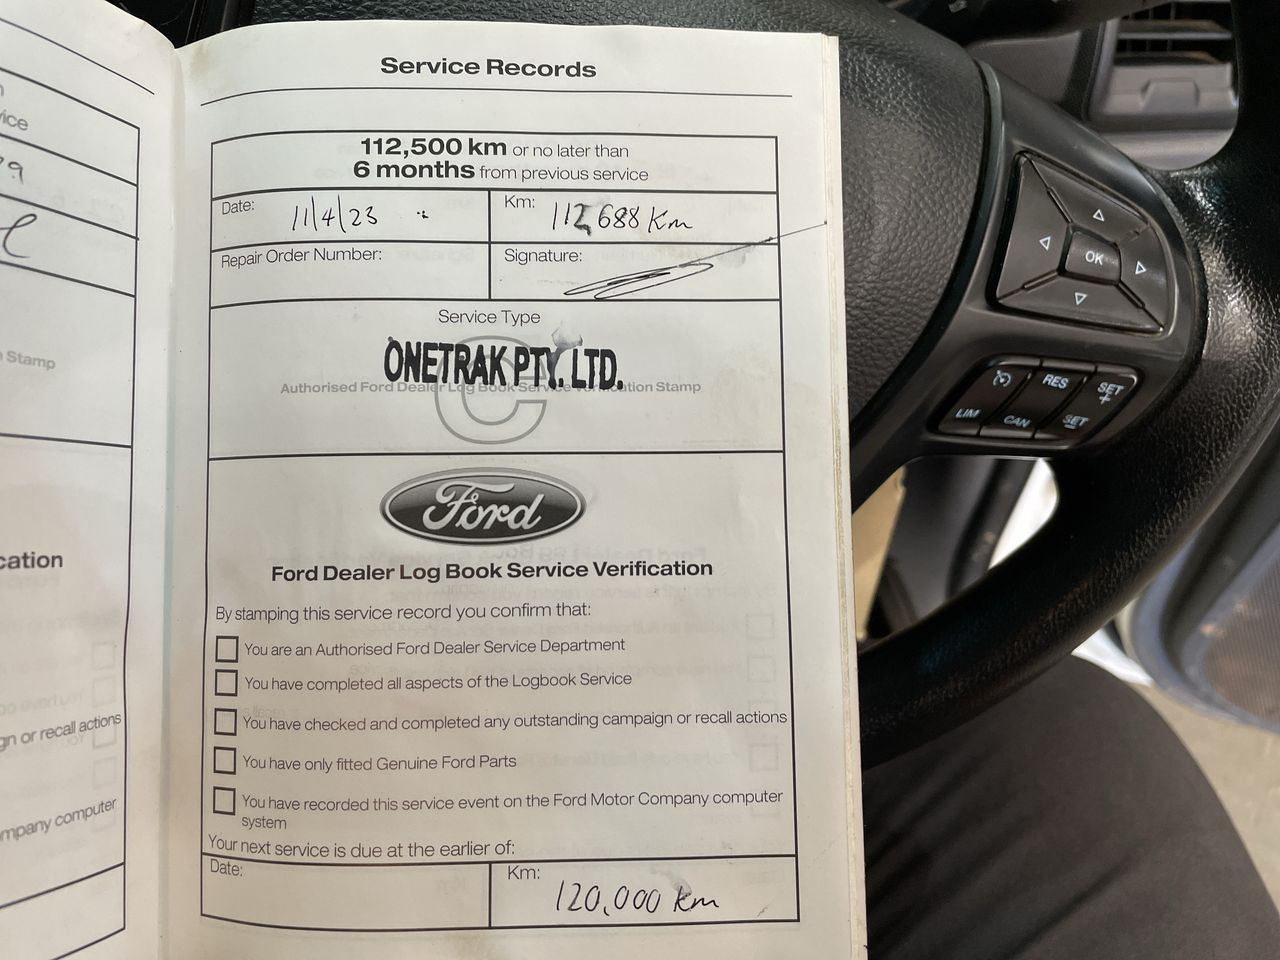 Service Records
112,500 km or no later than
6 months from previous service
Date: 11/4/23
Km: 112,688 Km
Repair Order Number:
Signature:
Service Type
ONETRAK PTY. LTD.
Authorised Ford Dealer Log Book Service Verification Stamp
C
Ford
Ford Dealer Log Book Service Verification
By stamping this service record you confirm that:
You are an Authorised Ford Dealer Service Department
You have completed all aspects of the Logbook Service
You have checked and completed any outstanding campaign or recall actions
You have only fitted Genuine Ford Parts
You have recorded this service event on the Ford Motor Company computer
system
Your next service is due at the earlier of:
Date:
Km: 120,000 km
Stamp
or recall actions
computer
OK
RES
SET
+
LIM
CAN
SET
-